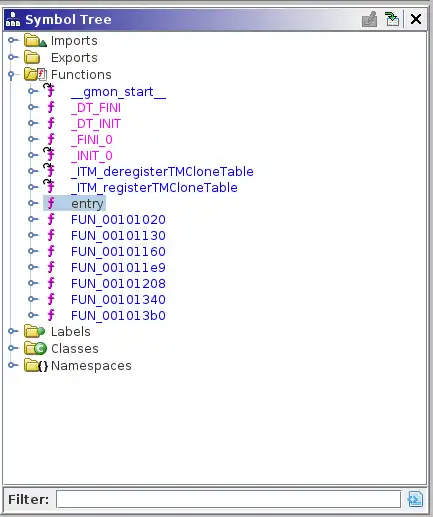 Symbol Tree
Imports
Exports
Functions
__gmon_start__
_DT_FINI
_DT_INIT
_FINI_0
_INIT_0
_ITM_deregisterTMCloneTable
_ITM_registerTMCloneTable
entry
FUN_00101020
FUN_00101130
FUN_00101160
FUN_001011e9
FUN_00101208
FUN_00101340
FUN_001013b0
Labels
Classes
Namespaces
Filter: